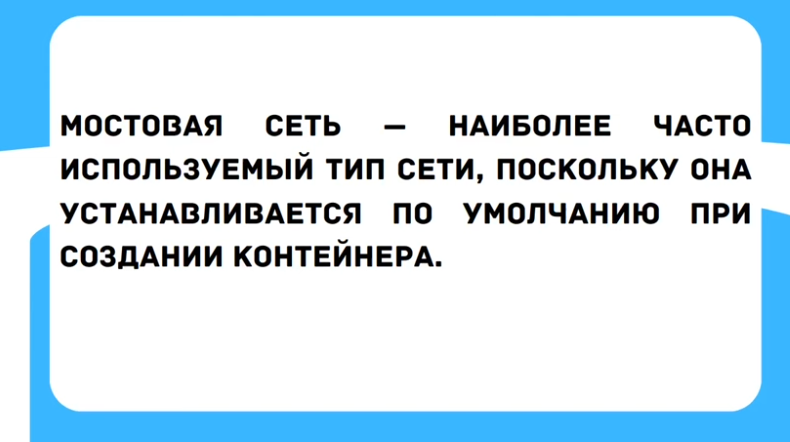 МОСТОВАЯ СЕТЬ — НАИБОЛЕЕ ЧАСТО
ИСПОЛЬЗУЕМЫЙ ТИП СЕТИ, ПОСКОЛЬКУ ОНА
УСТАНАВЛИВАЕТСЯ ПО УМОЛЧАНИЮ ПРИ
СОЗДАНИИ КОНТЕЙНЕРА.